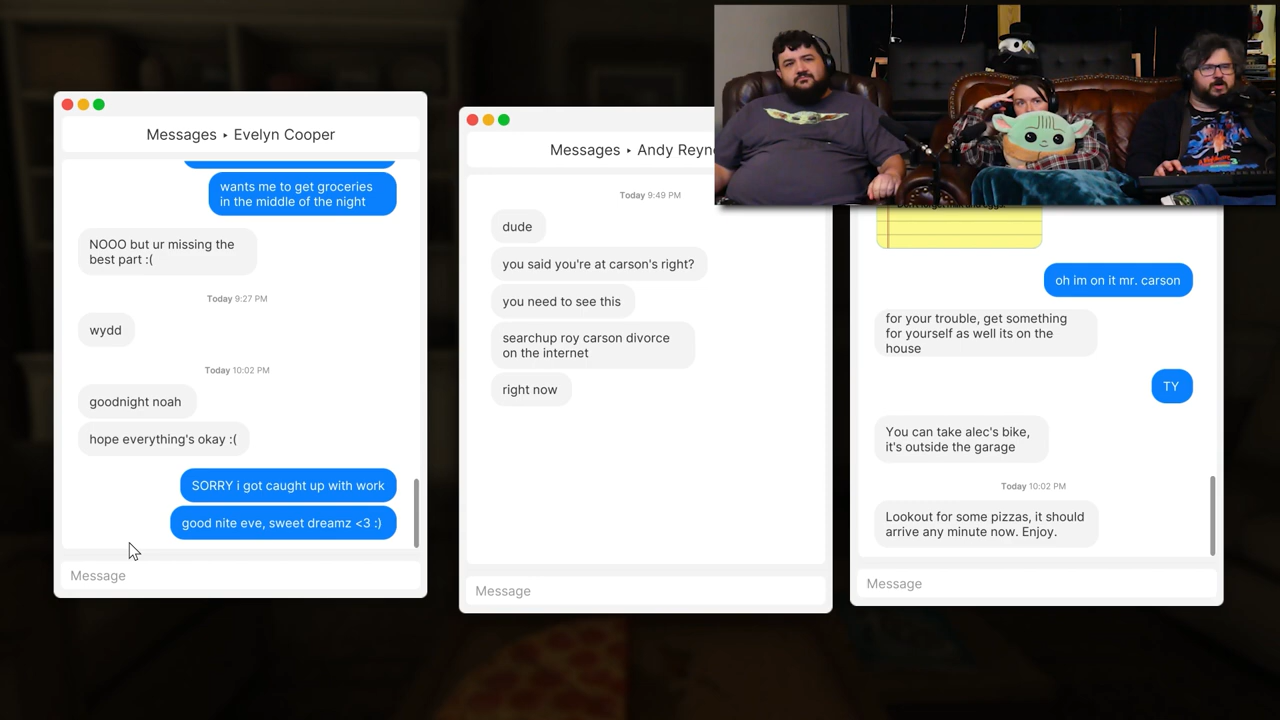 Messages ‣ Evelyn Cooper
wants me to get groceries
in the middle of the night
NOOO but ur missing the
best part :(
Today 9:27 PM
wydd
Today 10:02 PM
goodnight noah
hope everything's okay :(
SORRY i got caught up with work
good nite eve, sweet dreamz <3 :)
Message
Messages ‣ Andy Reyno
Today 9:49 PM
dude
you said you're at carson's right?
you need to see this
searchup roy carson divorce
on the internet
right now
Message
oh im on it mr. carson
for your trouble, get something
for yourself as well its on the
house
TY
You can take alec's bike,
it's outside the garage
Today 10:02 PM
Lookout for some pizzas, it should
arrive any minute now. Enjoy.
Message